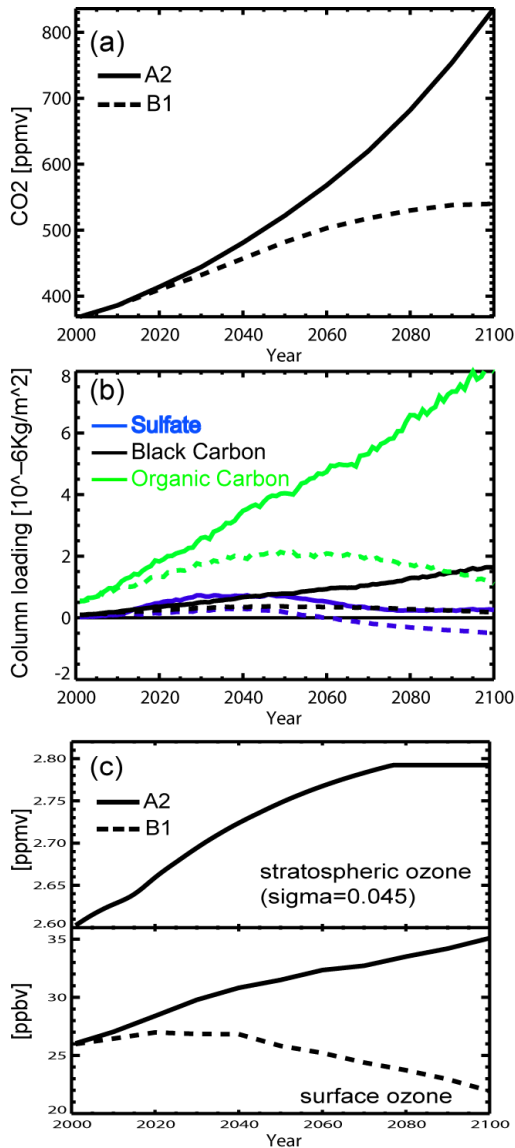 (a)
A2
B1
CO2 [ppmv]
800
700
600
500
400
2000 2020 2040 2060 2080 2100
Year
(b)
Sulfate
Black Carbon
Organic Carbon
Column loading [10^–6Kg/m^2]
8
6
4
2
0
-2
2000 2020 2040 2060 2080 2100
Year
(c)
A2
B1
[ppmv]
2.80
2.75
2.70
2.65
2.60
stratospheric ozone
(sigma=0.045)
[ppbv]
35
30
25
20
surface ozone
2000 2020 2040 2060 2080 2100
Year